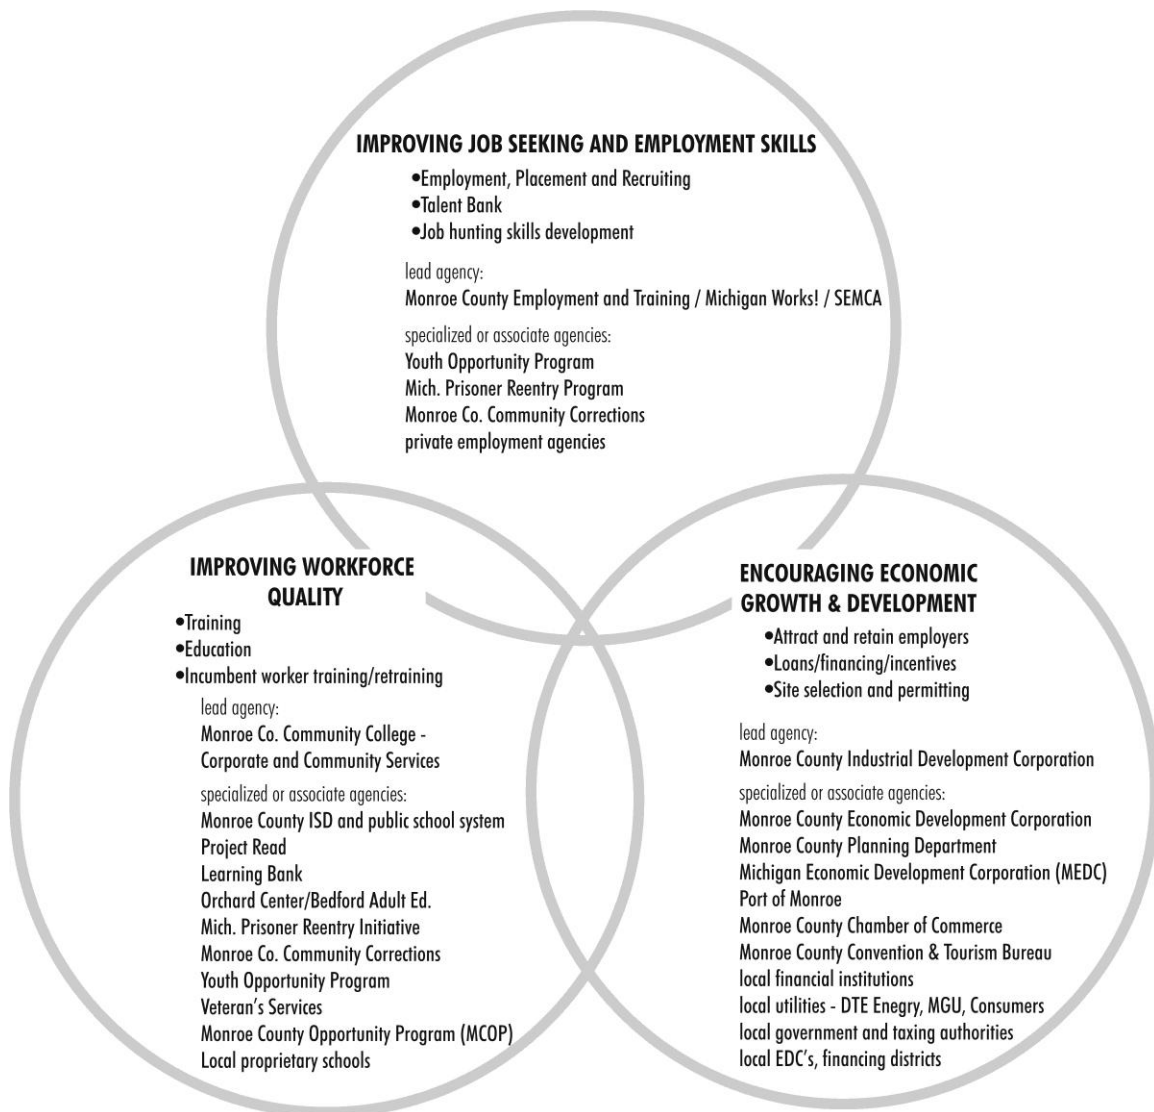 IMPROVING JOB SEEKING AND EMPLOYMENT SKILLS
•Employment, Placement and Recruiting
•Talent Bank
•Job hunting skills development
lead agency:
Monroe County Employment and Training / Michigan Works! / SEMCA
specialized or associate agencies:
Youth Opportunity Program
Mich. Prisoner Reentry Program
Monroe Co. Community Corrections
private employment agencies
IMPROVING WORKFORCE
QUALITY
•Training
•Education
•Incumbent worker training/retraining
lead agency:
Monroe Co. Community College -
Corporate and Community Services
specialized or associate agencies:
Monroe County ISD and public school system
Project Read
Learning Bank
Orchard Center/Bedford Adult Ed.
Mich. Prisoner Reentry Initiative
Monroe Co. Community Corrections
Youth Opportunity Program
Veteran's Services
Monroe County Opportunity Program (MCOP)
Local proprietary schools
ENCOURAGING ECONOMIC
GROWTH & DEVELOPMENT
•Attract and retain employers
•Loans/financing/incentives
•Site selection and permitting
lead agency:
Monroe County Industrial Development Corporation
specialized or associate agencies:
Monroe County Economic Development Corporation
Monroe County Planning Department
Michigan Economic Development Corporation (MEDC)
Port of Monroe
Monroe County Chamber of Commerce
Monroe County Convention & Tourism Bureau
local financial institutions
local utilities - DTE Enegry, MGU, Consumers
local government and taxing authorities
local EDC's, financing districts